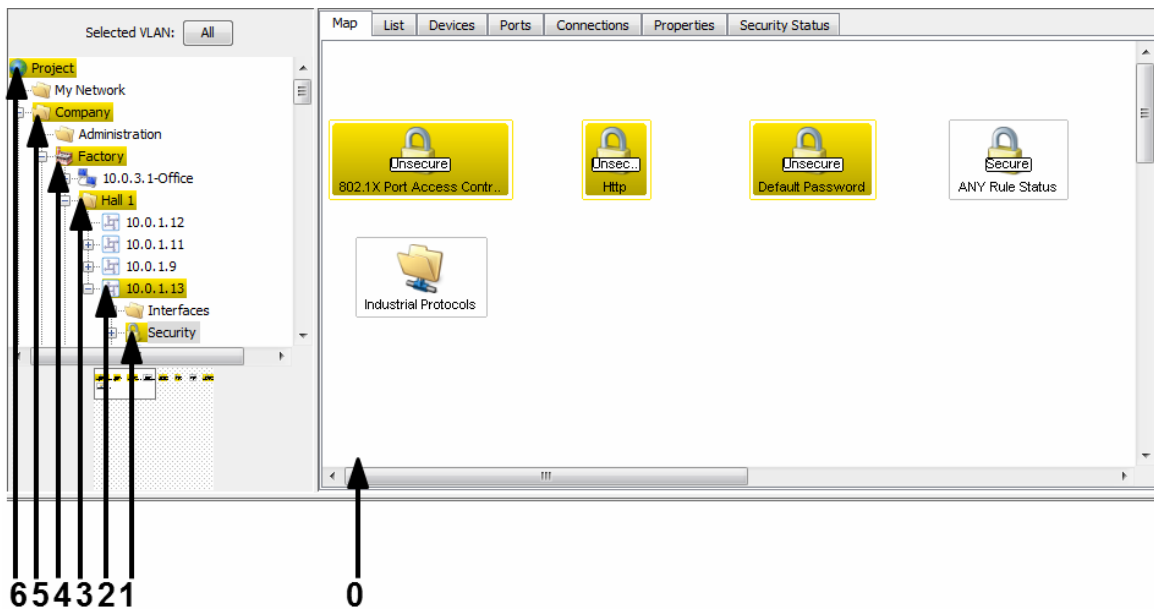 Selected VLAN: All
Project
My Network
Company
Administration
Factory
10.0.3.1-Office
Hall 1
10.0.1.12
10.0.1.11
10.0.1.9
10.0.1.13
Interfaces
Security
Map List Devices Ports Connections Properties Security Status
Unsecure
802.1X Port Access Contr..
Unsec..
Http
Unsecure
Default Password
Secure
ANY Rule Status
Industrial Protocols
6 5 4 3 2 1 0